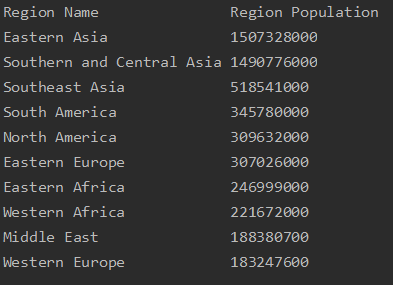 Region Name Region Population
Eastern Asia 1507328000
Southern and Central Asia 1490776000
Southeast Asia 518541000
South America 345780000
North America 309632000
Eastern Europe 307026000
Eastern Africa 246999000
Western Africa 221672000
Middle East 188380700
Western Europe 183247600